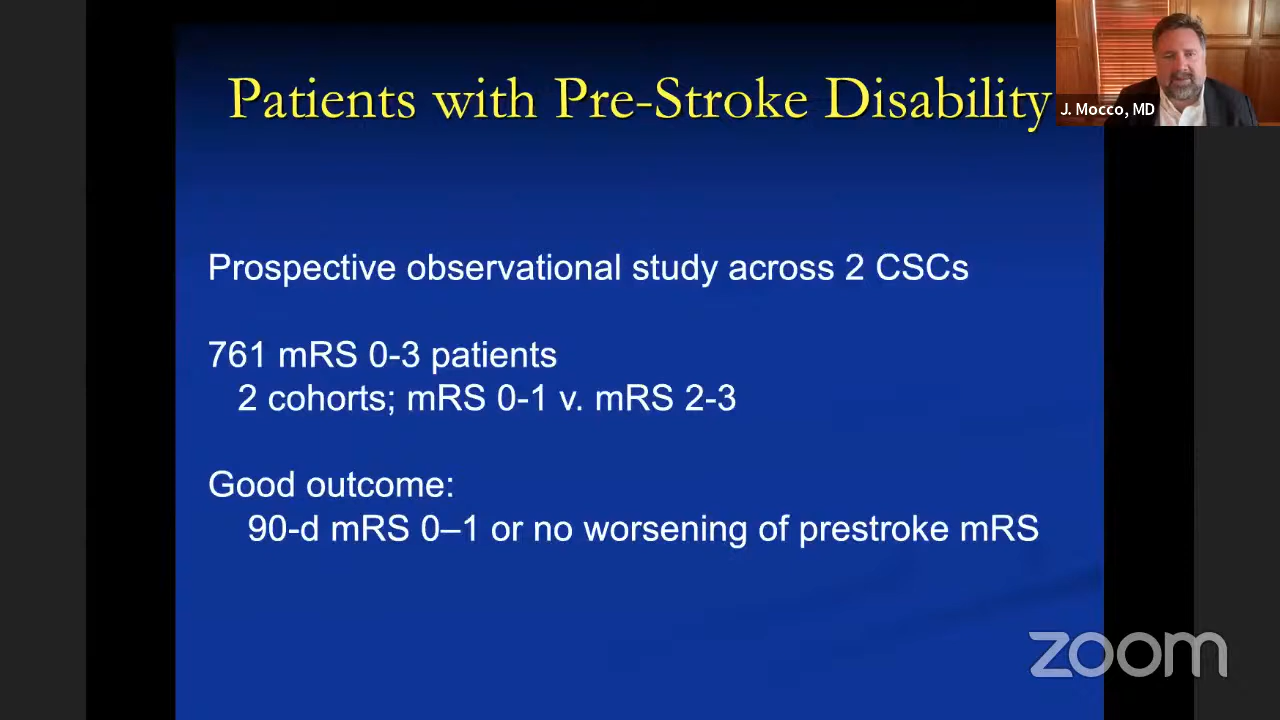 Patients with Pre-Stroke Disability
J. Mocco, MD
Prospective observational study across 2 CSCs
761 mRS 0-3 patients
2 cohorts; mRS 0-1 v. mRS 2-3
Good outcome:
90-d mRS 0–1 or no worsening of prestroke mRS
zoom